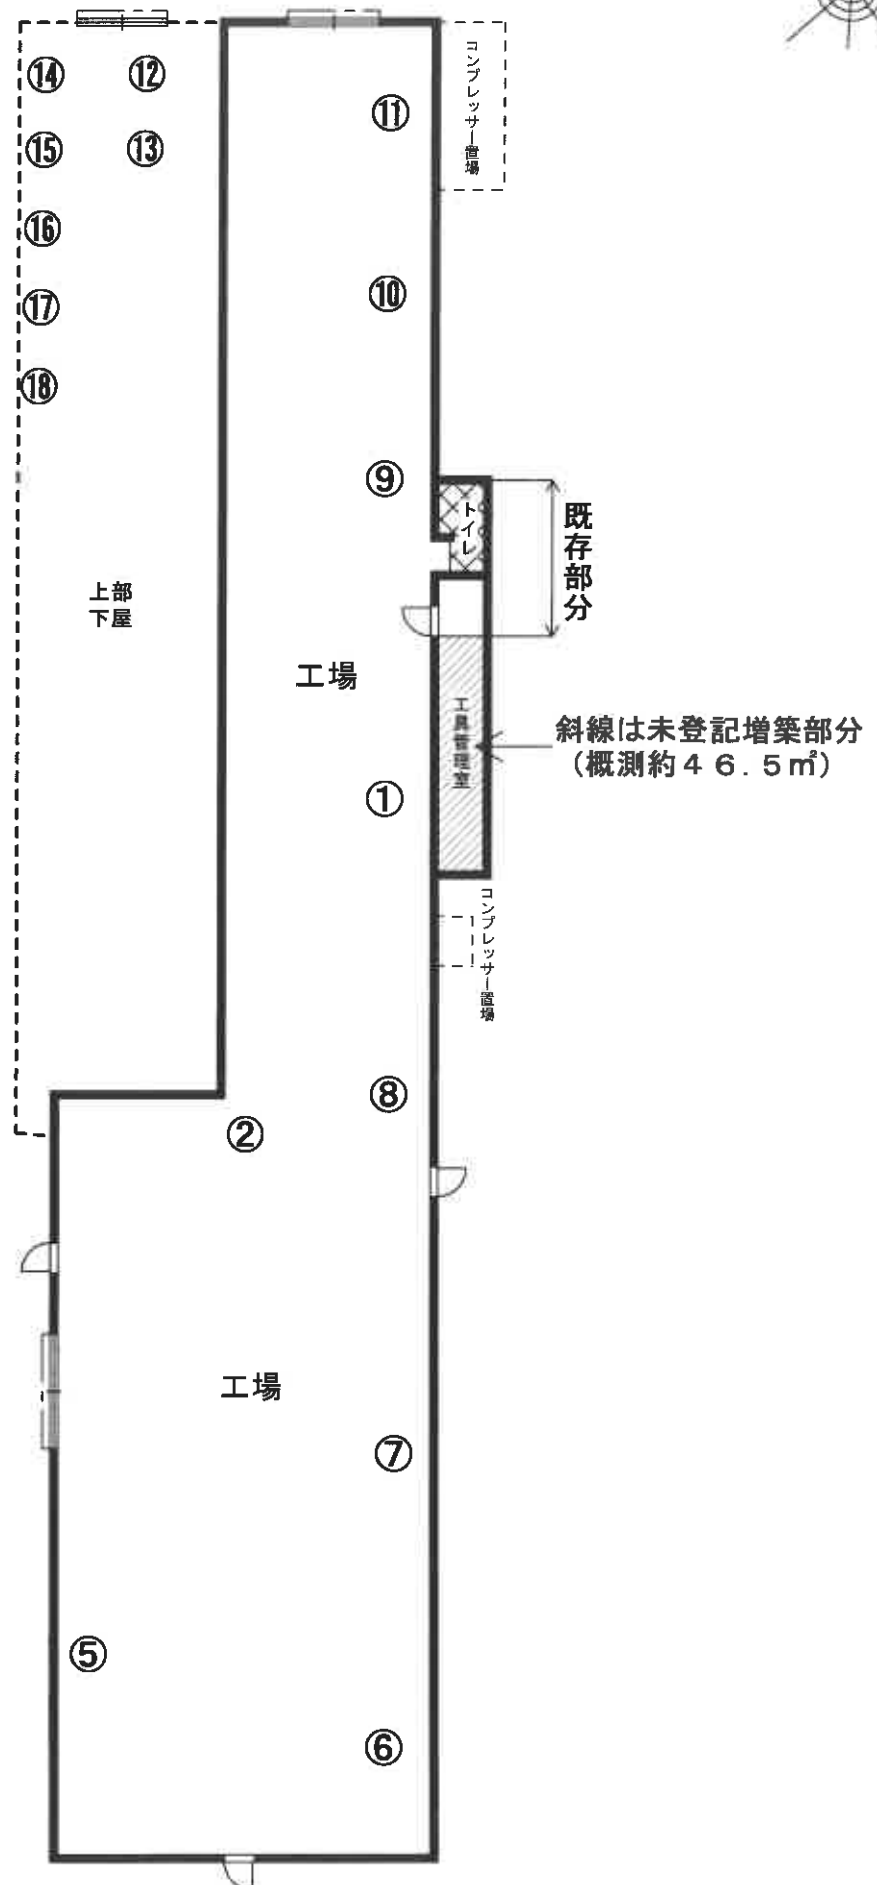 ⑭
⑫
⑪
コンプレッサー置場
⑮
⑬
⑯
⑩
⑰
⑱
⑨
トイレ
既存部分
上部
下屋
工場
工具管理室
斜線は未登記増築部分
（概測約４６．５㎡）
①
コンプレッサー置場
⑧
②
工場
⑦
⑤
⑥